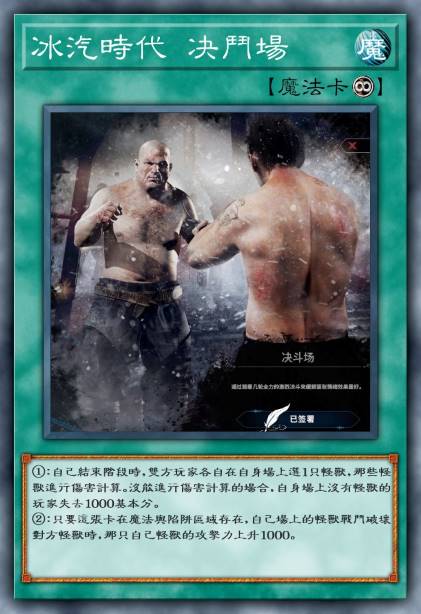 冰汽時代 決鬥場
魔
【魔法卡】
决斗场
已签署
①：自己結束階段時，雙方玩家各自在自身場上選1只怪獸，那些怪
獸進行傷害計算。沒能進行傷害計算的場合，自身場上沒有怪獸的
玩家失去1000基本分。
②：只要這張卡在魔法與陷阱區域存在，自己場上的怪獸戰鬥破壞
對方怪獸時，那只自己怪獸的攻擊力上升1000。